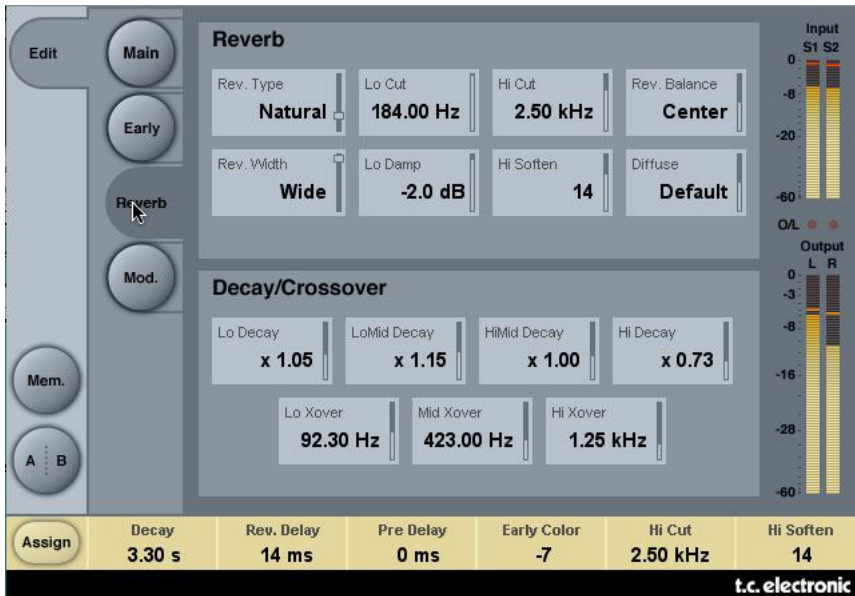 Edit
Mem.
A B
Main
Early
Reverb
Mod.
Reverb
Rev. Type Lo Cut Hi Cut Rev. Balance
Natural 184.00 Hz 2.50 kHz Center
Rev. Width Lo Damp Hi Soften Diffuse
Wide -2.0 dB 14 Default
Decay/Crossover
Lo Decay LoMid Decay HiMid Decay Hi Decay
x 1.05 x 1.15 x 1.00 x 0.73
Lo Xover Mid Xover Hi Xover
92.30 Hz 423.00 Hz 1.25 kHz
Input
S1 S2
0
-8
-20
-60
O/L
Output
L R
0
-3
-8
-16
-28
-60
Assign
Decay Rev. Delay Pre Delay Early Color Hi Cut Hi Soften
3.30 s 14 ms 0 ms -7 2.50 kHz 14
t.c. electronic